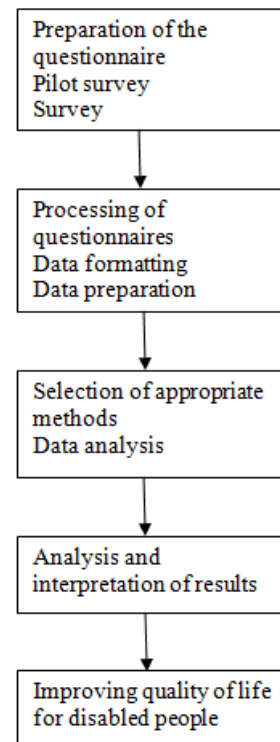 Preparation of the
questionnaire
Pilot survey
Survey
Processing of
questionnaires
Data formatting
Data preparation
Selection of appropriate
methods
Data analysis
Analysis and
interpretation of results
Improving quality of life
for disabled people